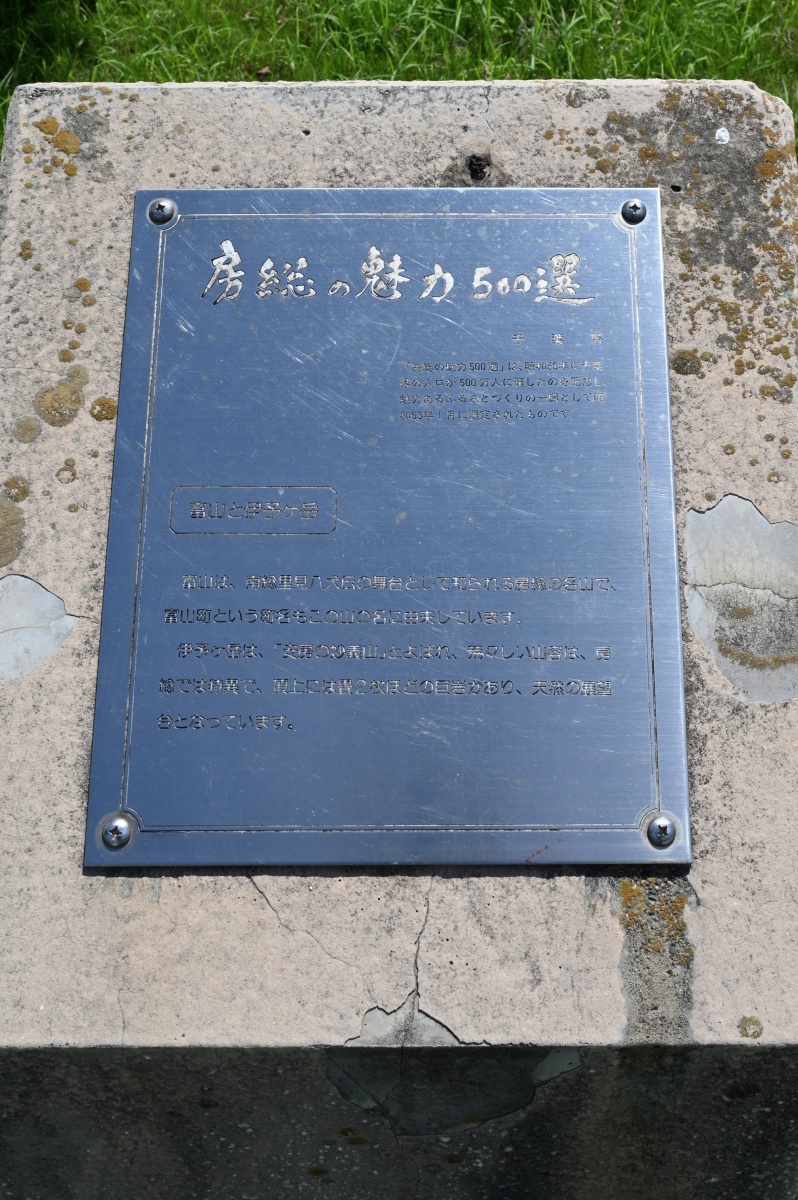 房総の魅力500選
千葉県
「房総の魅力500選」は、昭和58年に千葉
県の人口が500万人に達したのを記念し、
魅力あるふるさとづくりの一環として昭
和59年1月に選定されたものです。
富山と伊予ヶ岳
富山は、南総里見八犬伝の舞台として知られる房総の名山で、
富山町という町名もこの山の名に由来しています。
伊予ヶ岳は、「安房の妙義山」とよばれ、荒々しい山容は、房
総では特異で、頂上には畳2枚ほどの巨岩があり、天然の展望
台となっています。